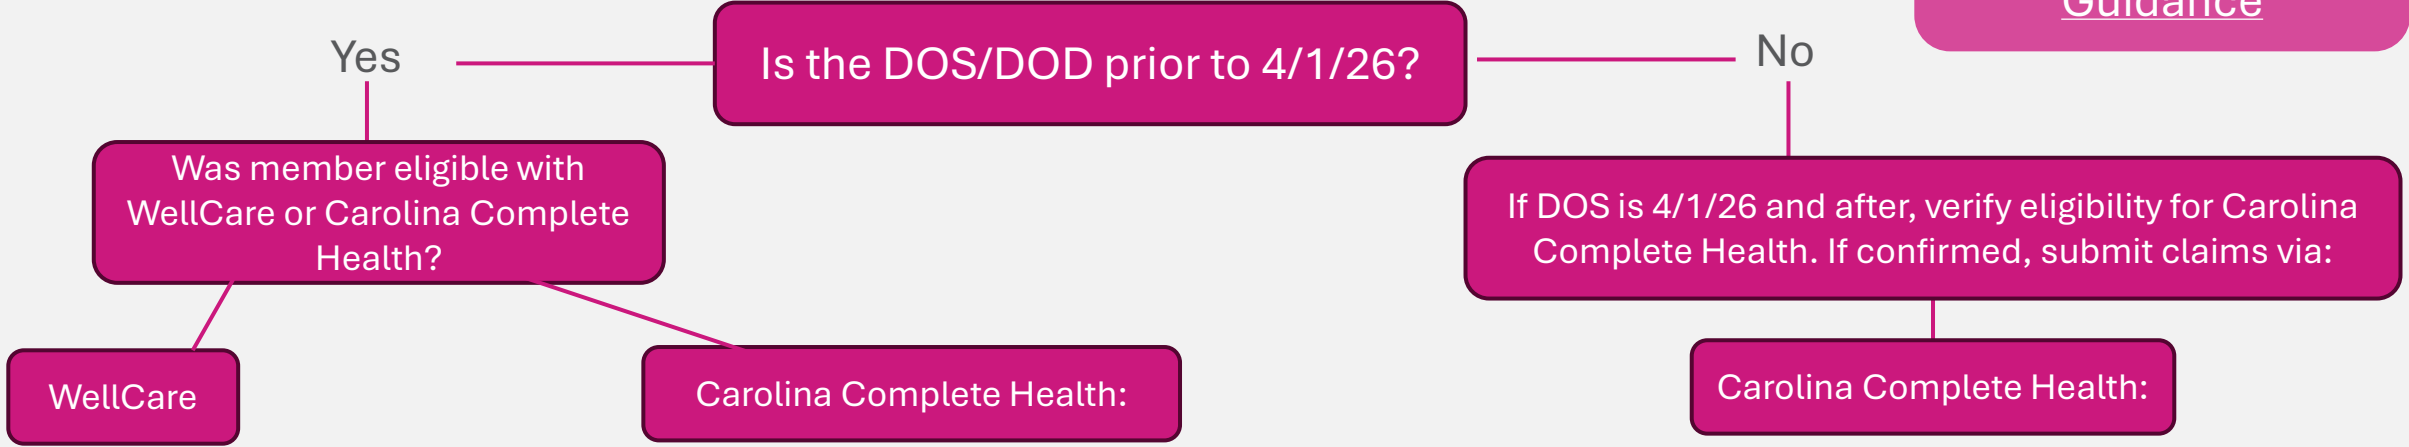 Guidance
Yes
Is the DOS/DOD prior to 4/1/26?
No
Was member eligible with
WellCare or Carolina Complete
Health?
If DOS is 4/1/26 and after, verify eligibility for Carolina
Complete Health. If confirmed, submit claims via:
WellCare
Carolina Complete Health:
Carolina Complete Health: